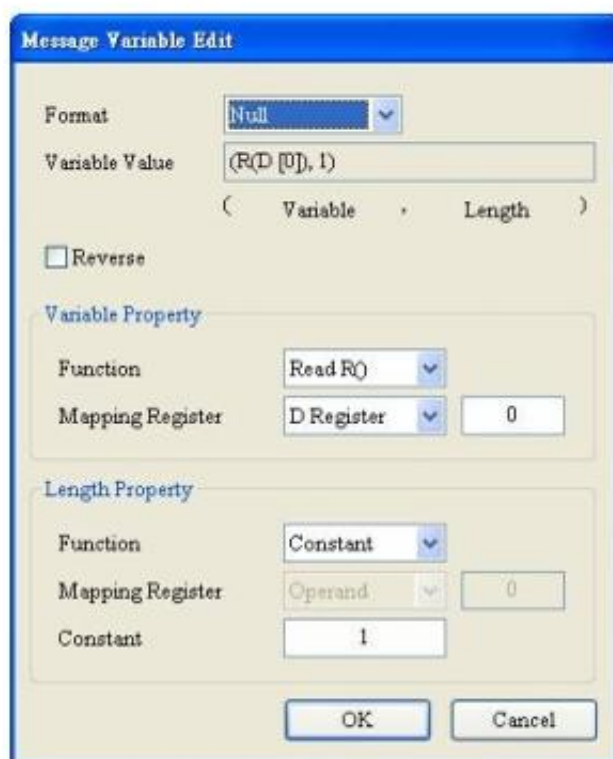 Message Variable Edit
Format Null
Variable Value (R(D [0]), 1)
( Variable , Length )
Reverse
Variable Property
Function Read R()
Mapping Register D Register 0
Length Property
Function Constant
Mapping Register Operand 0
Constant 1
OK Cancel